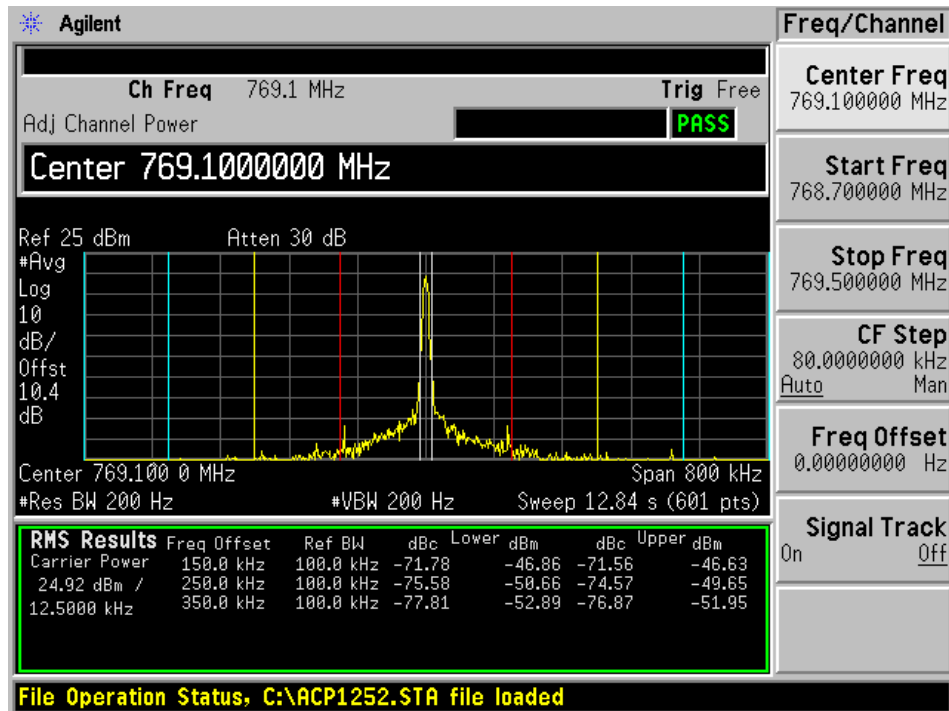 Agilent
Freq/Channel
Ch Freq 769.1 MHz Trig Free
Adj Channel Power PASS
Center 769.1000000 MHz
Ref 25 dBm Atten 30 dB
#Avg
Log
10
dB/
Offst
10.4
dB
Center 769.100 0 MHz Span 800 kHz
#Res BW 200 Hz #VBW 200 Hz Sweep 12.84 s (601 pts)
RMS Results Freq Offset Ref BW dBc Lower dBm dBc Upper dBm
Carrier Power 150.0 kHz 100.0 kHz -71.78 -46.86 -71.56 -46.63
24.92 dBm / 250.0 kHz 100.0 kHz -75.58 -50.66 -74.57 -49.65
12.5000 kHz 350.0 kHz 100.0 kHz -77.81 -52.89 -76.87 -51.95
Center Freq
769.100000 MHz
Start Freq
768.700000 MHz
Stop Freq
769.500000 MHz
CF Step
80.0000000 kHz
Auto Man
Freq Offset
0.00000000 Hz
Signal Track
On Off
File Operation Status, C:\ACP1252.STA file loaded